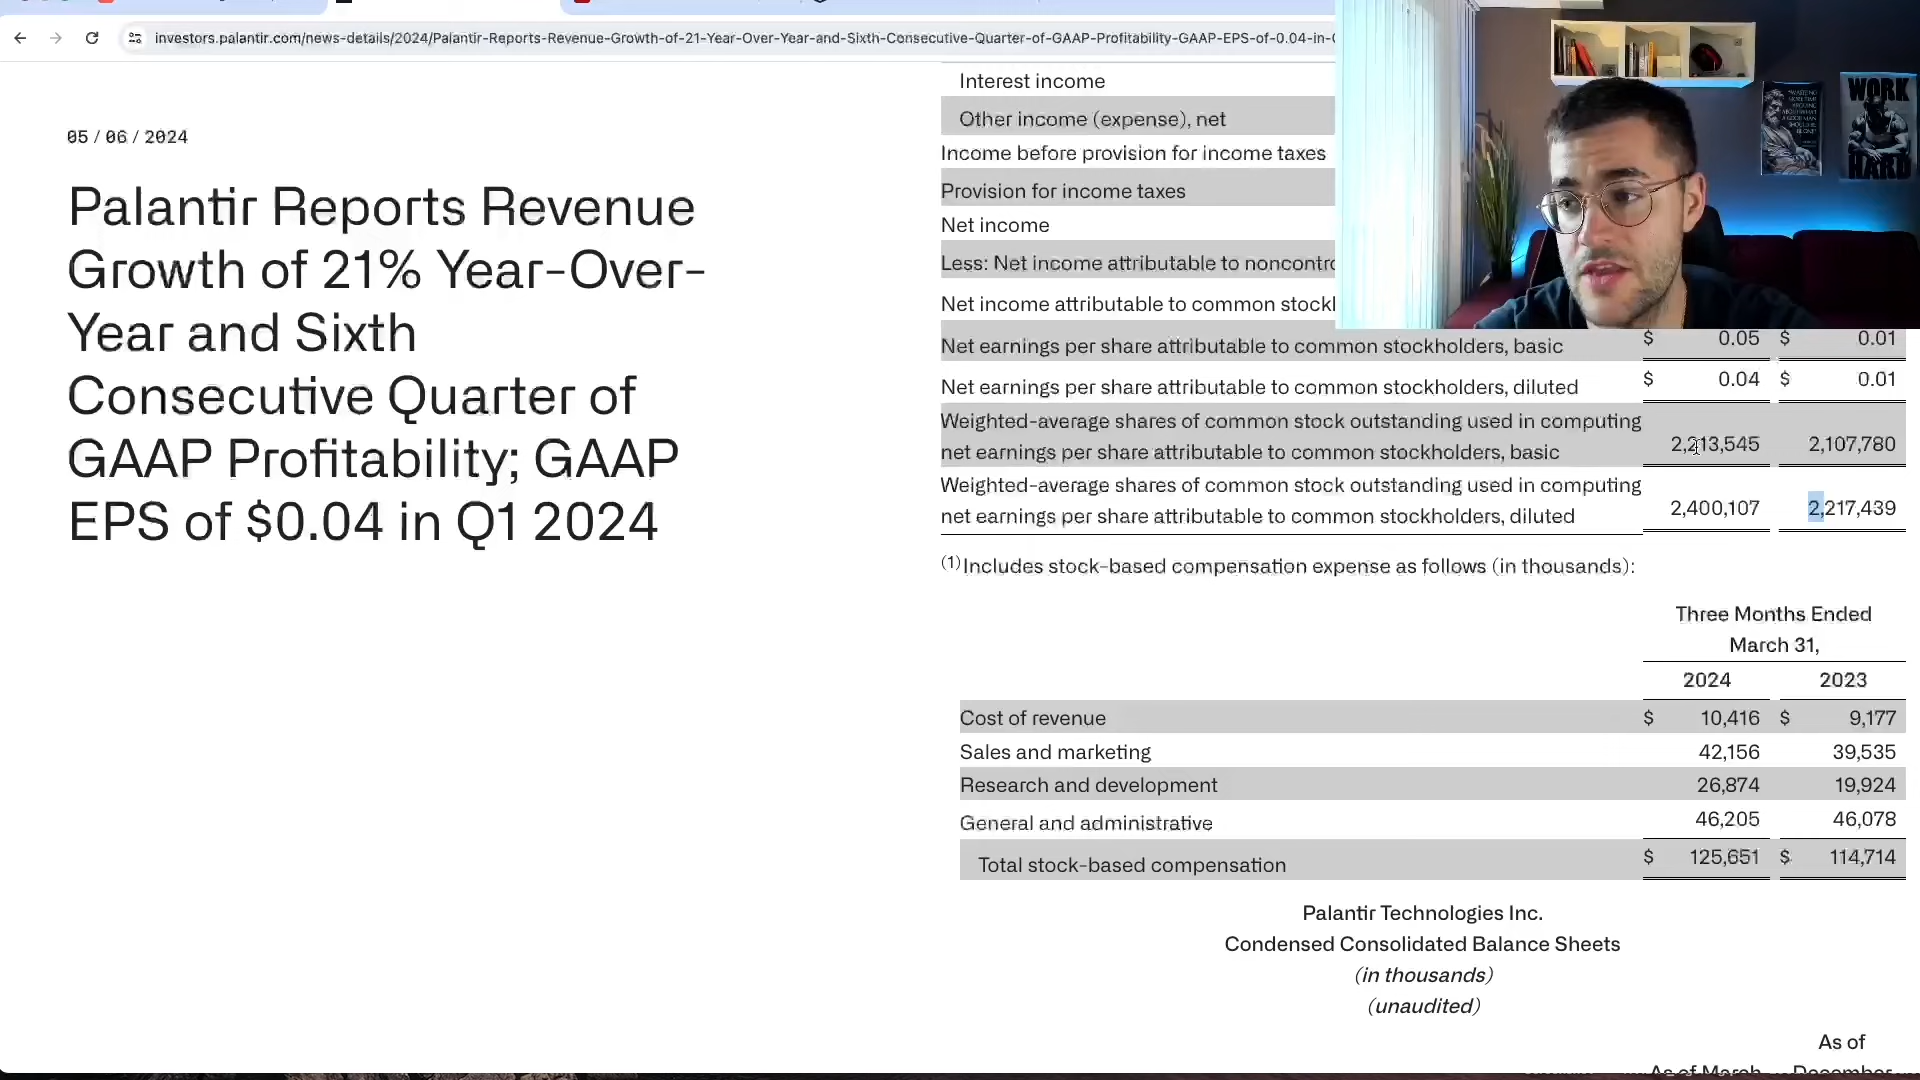 investors.palantir.com/news-details/2024/Palantir-Reports-Revenue-Growth-of-21-Year-Over-Year-and-Sixth-Consecutive-Quarter-of-GAAP-Profitability-GAAP-EPS-of-0.04-in-
05 / 06 / 2024
Palantir Reports Revenue
Growth of 21% Year-Over-
Year and Sixth
Consecutive Quarter of
GAAP Profitability; GAAP
EPS of $0.04 in Q1 2024
Interest income
Other income (expense), net
Income before provision for income taxes
Provision for income taxes
Net income
Less: Net income attributable to noncontro
Net income attributable to common stockl
Net earnings per share attributable to common stockholders, basic $ 0.05 $ 0.01
Net earnings per share attributable to common stockholders, diluted $ 0.04 $ 0.01
Weighted-average shares of common stock outstanding used in computing
net earnings per share attributable to common stockholders, basic 2,213,545 2,107,780
Weighted-average shares of common stock outstanding used in computing
net earnings per share attributable to common stockholders, diluted 2,400,107 2,217,439
(1) Includes stock-based compensation expense as follows (in thousands):
Three Months Ended
March 31,
2024 2023
Cost of revenue $ 10,416 $ 9,177
Sales and marketing 42,156 39,535
Research and development 26,874 19,924
General and administrative 46,205 46,078
Total stock-based compensation $ 125,651 $ 114,714
Palantir Technologies Inc.
Condensed Consolidated Balance Sheets
(in thousands)
(unaudited)
As of
As of March December
WORK
HARD